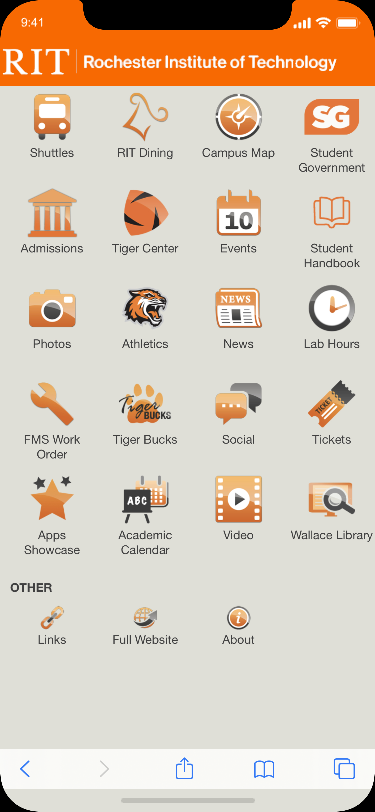 9:41
RIT | Rochester Institute of Technology
Shuttles
RIT Dining
Campus Map
SG
Student
Government
Admissions
Tiger Center
10
Events
Student
Handbook
Photos
Athletics
NEWS
News
Lab Hours
FMS Work
Order
Tiger
BUCKS
Tiger Bucks
Social
TICKET
Tickets
Apps
Showcase
ABC
Academic
Calendar
Video
Wallace Library
OTHER
Links
Full Website
i
About